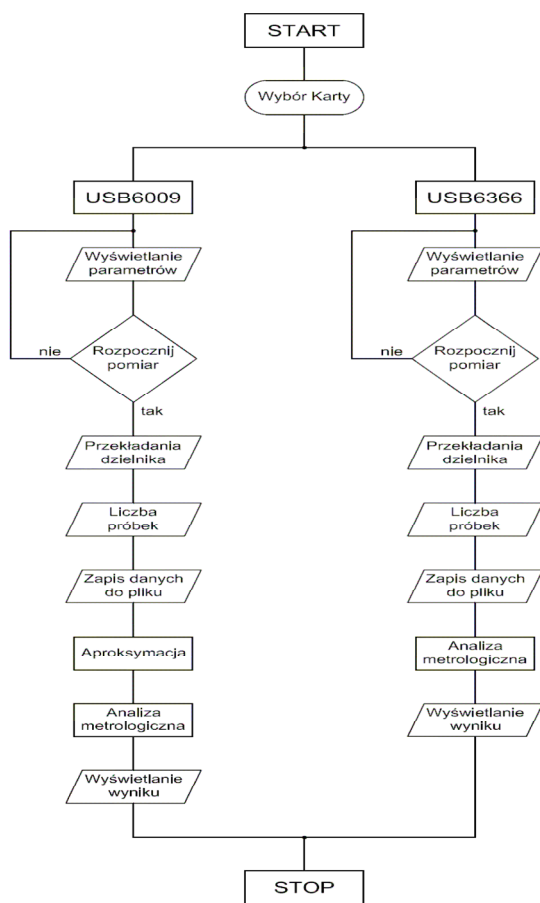 START
Wybór Karty
USB6009
Wyświetlanie
parametrów
nie
Rozpocznij
pomiar
tak
Przekładania
dzielnika
Liczba
próbek
Zapis danych
do pliku
Aproksymacja
Analiza
metrologiczna
Wyświetlanie
wyniku
USB6366
Wyświetlanie
parametrów
nie
Rozpocznij
pomiar
tak
Przekładania
dzielnika
Liczba
próbek
Zapis danych
do pliku
Analiza
metrologiczna
Wyświetlanie
wyniku
STOP